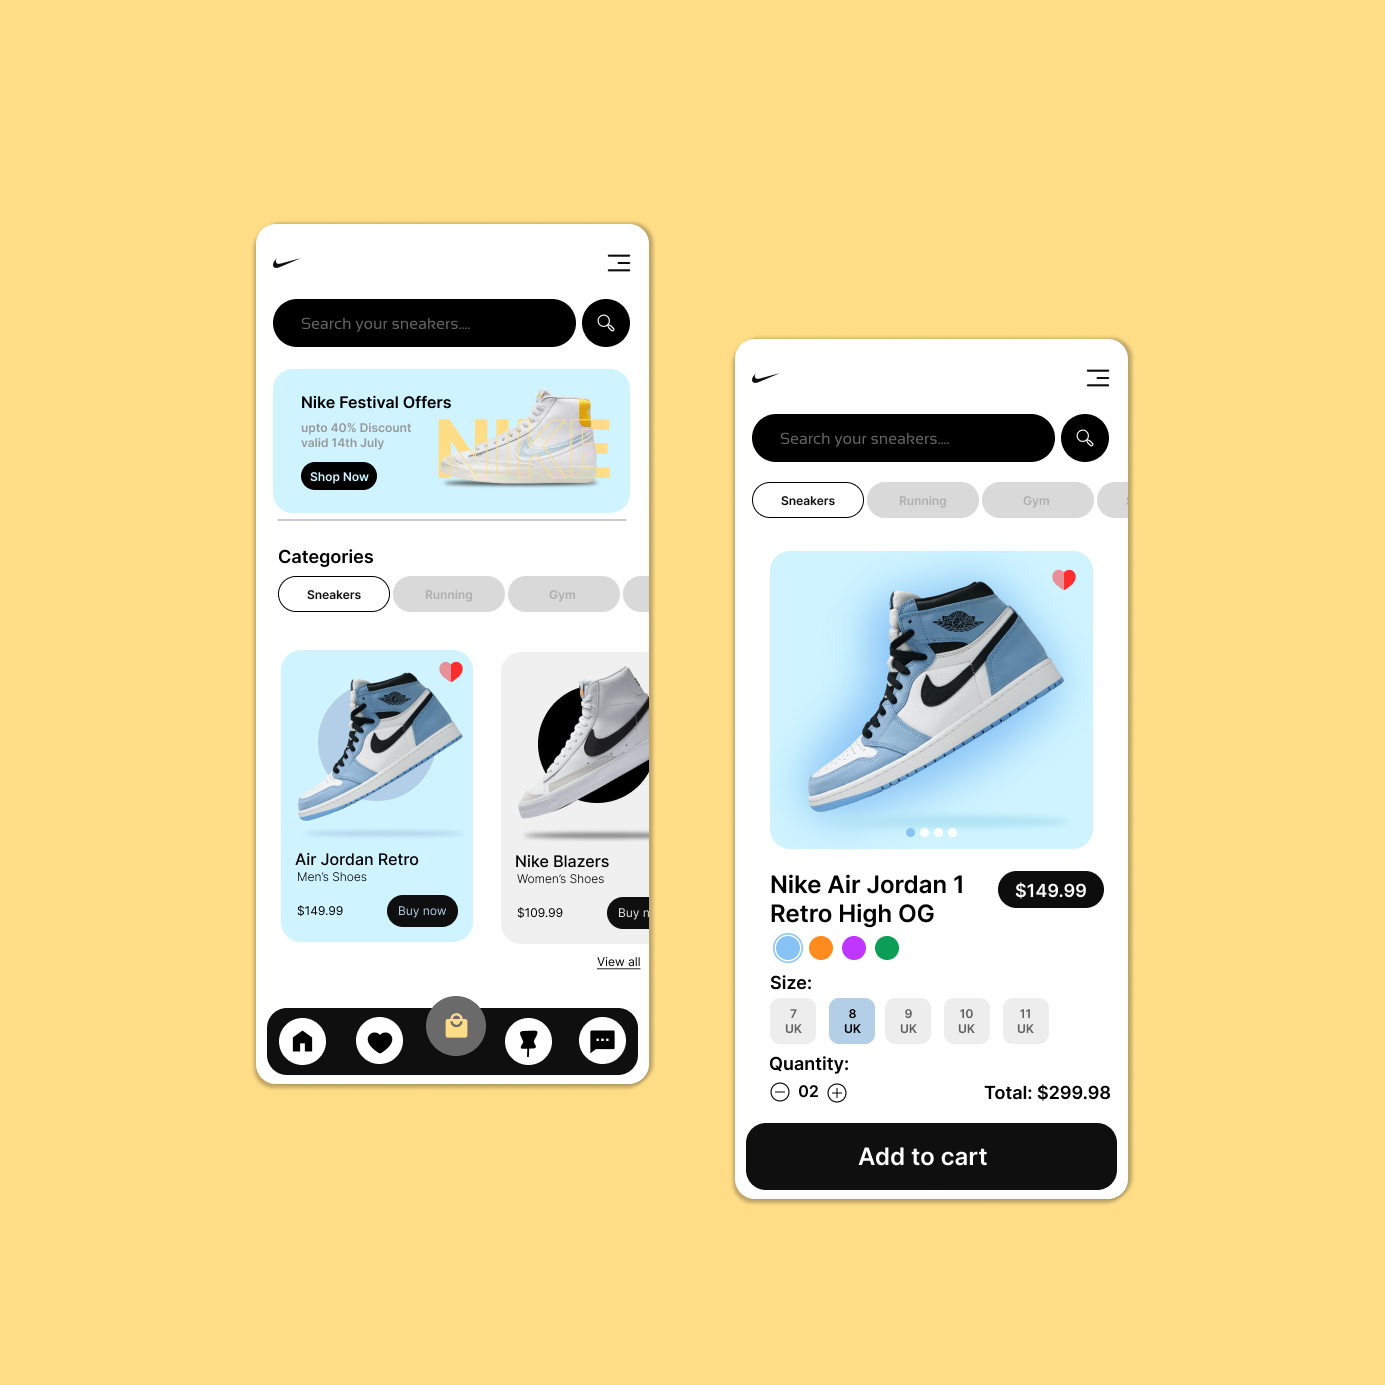 Search your sneakers....
Nike Festival Offers
upto 40% Discount
valid 14th July
Shop Now
NIKE
Categories
Sneakers
Running
Gym
Air Jordan Retro
Men's Shoes
$149.99
Buy now
Nike Blazers
Women's Shoes
$109.99
Buy n
View all
Search your sneakers....
Sneakers
Running
Gym
Nike Air Jordan 1
Retro High OG
$149.99
Size:
7
UK
8
UK
9
UK
10
UK
11
UK
Quantity:
02
Total: $299.98
Add to cart